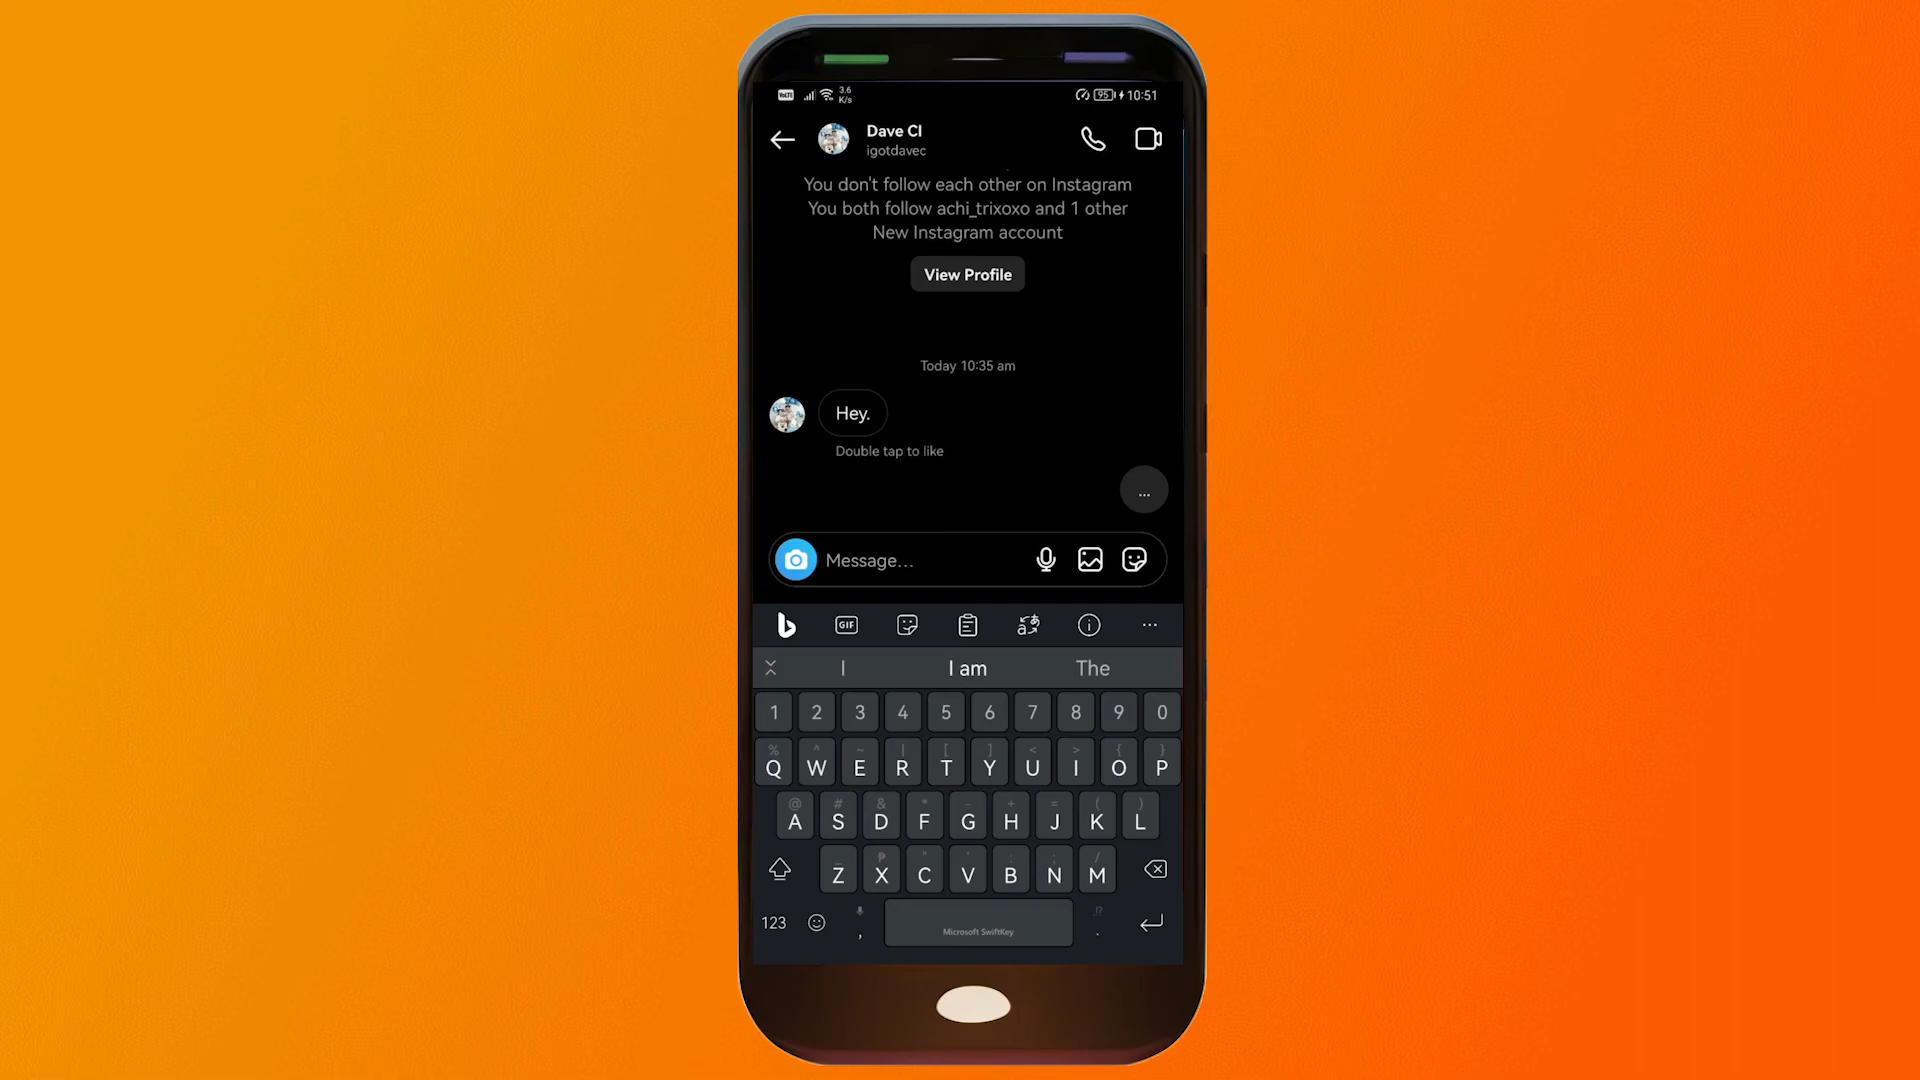 VoLTE 3.6 K/s 95 10:51
Dave Cl
igotdavec
You don't follow each other on Instagram
You both follow achi_trixoxo and 1 other
New Instagram account
View Profile
Today 10:35 am
Hey.
Double tap to like
...
Message...
GIF
I I am The
1 2 3 4 5 6 7 8 9 0
% ^ ~ | [ ] < > { }
Q W E R T Y U I O P
@ # & * - + = ( )
A S D F G H J K L
_ ₱ " ' : ; /
Z X C V B N M
123 , Microsoft SwiftKey !? .